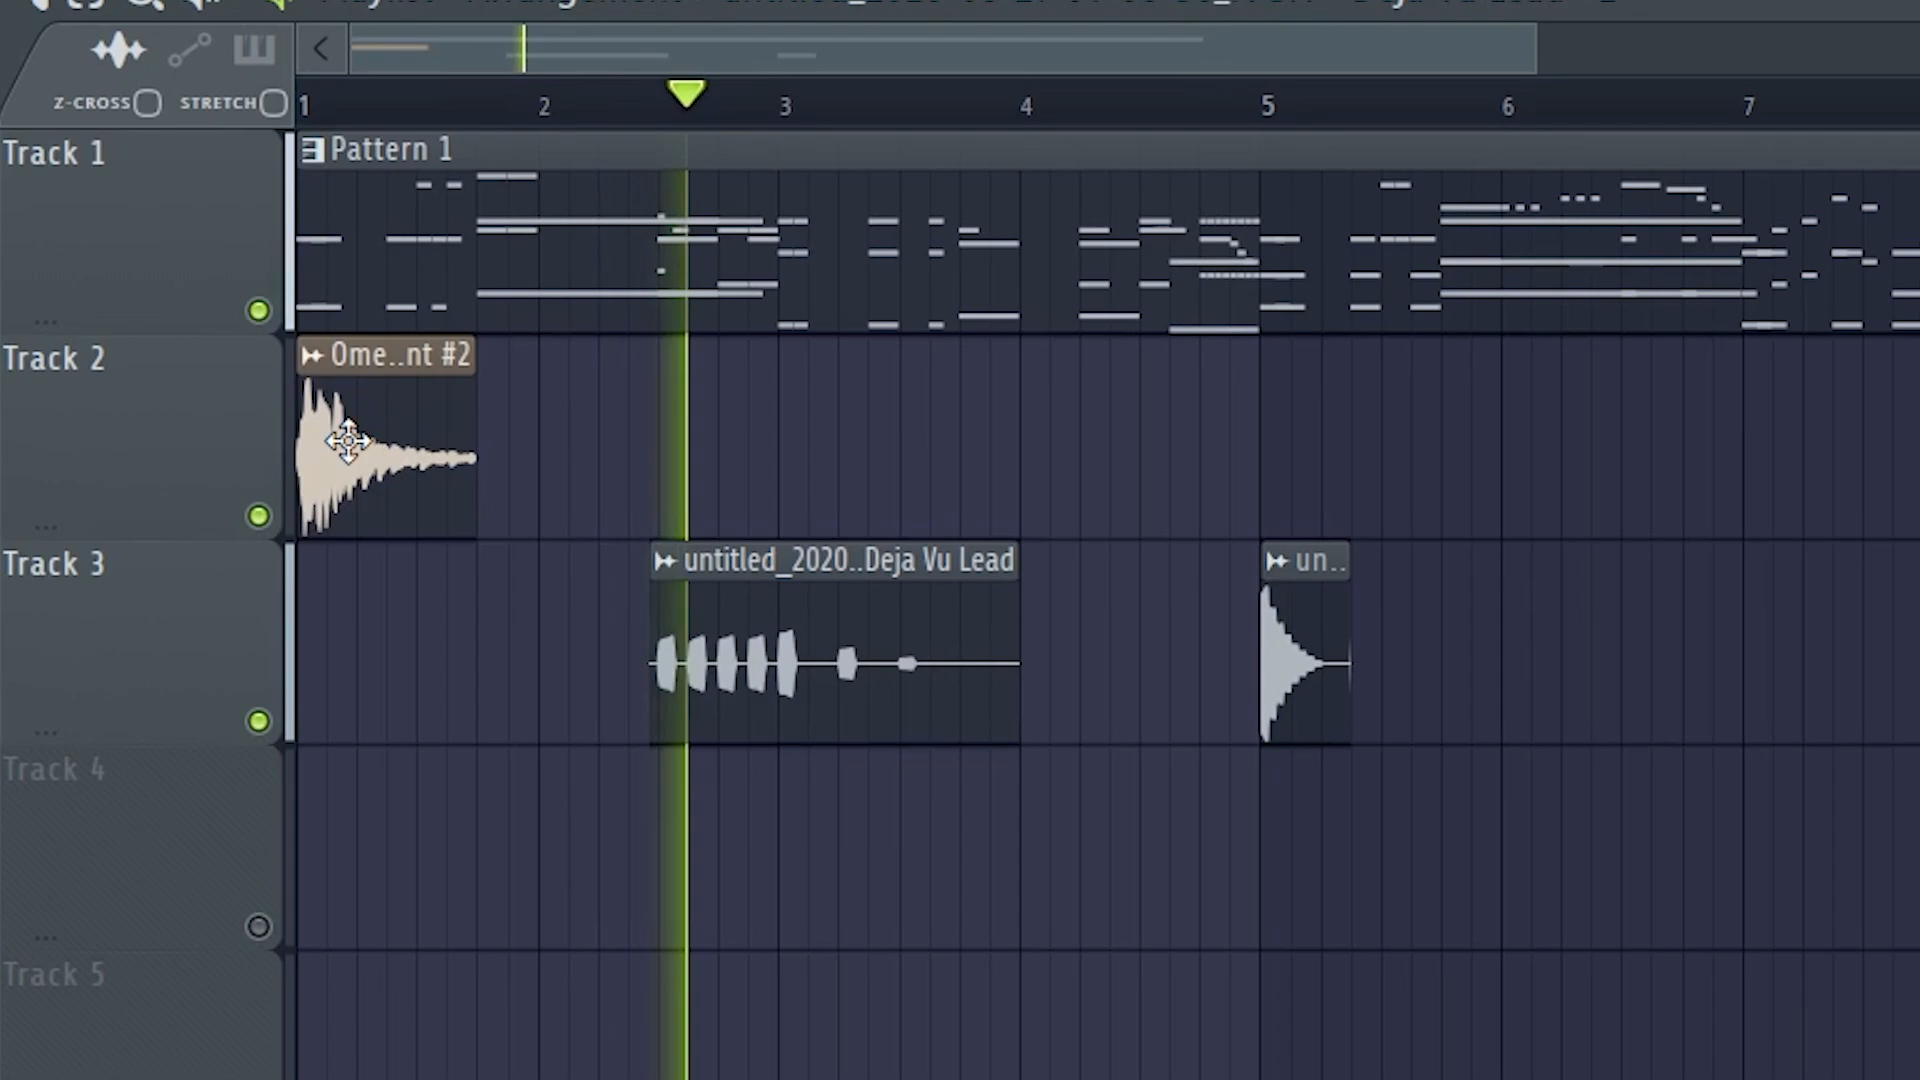 Z-CROSS STRETCH
1 2 3 4 5 6 7
Track 1
Pattern 1
Track 2
Ome..nt #2
Track 3
untitled_2020..Deja Vu Lead
un..
Track 4
Track 5